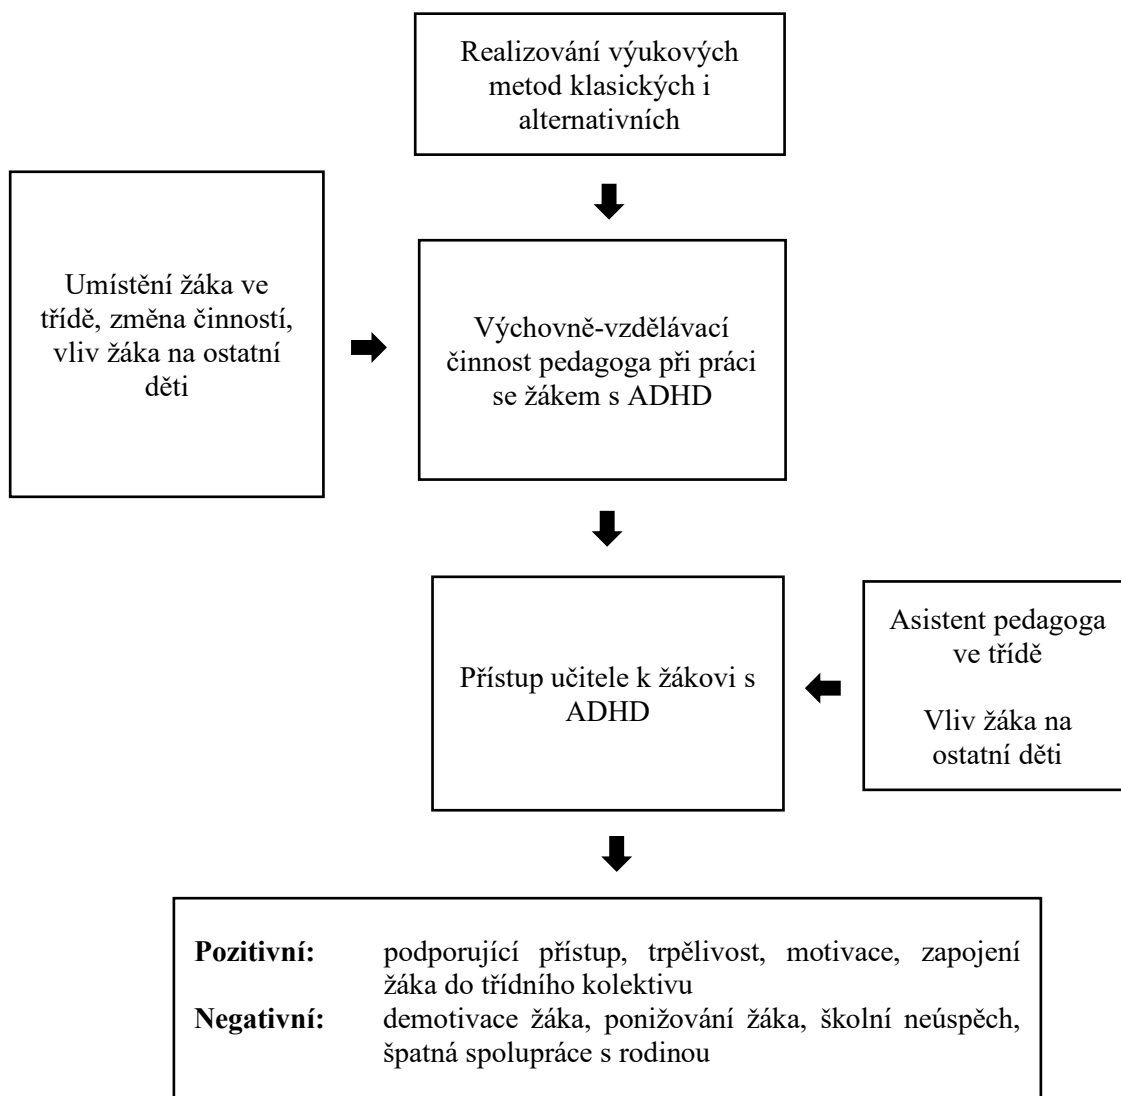 Realizování výukových
metod klasických i
alternativních
Umístění žáka ve
třídě, změna činností,
vliv žáka na ostatní
děti
Výchovně-vzdělávací
činnost pedagoga při práci
se žákem s ADHD
Přístup učitele k žákovi s
ADHD
Asistent pedagoga
ve třídě
Vliv žáka na
ostatní děti
Pozitivní: podporující přístup, trpělivost, motivace, zapojení
žáka do třídního kolektivu
Negativní: demotivace žáka, ponižování žáka, školní neúspěch,
špatná spolupráce s rodinou